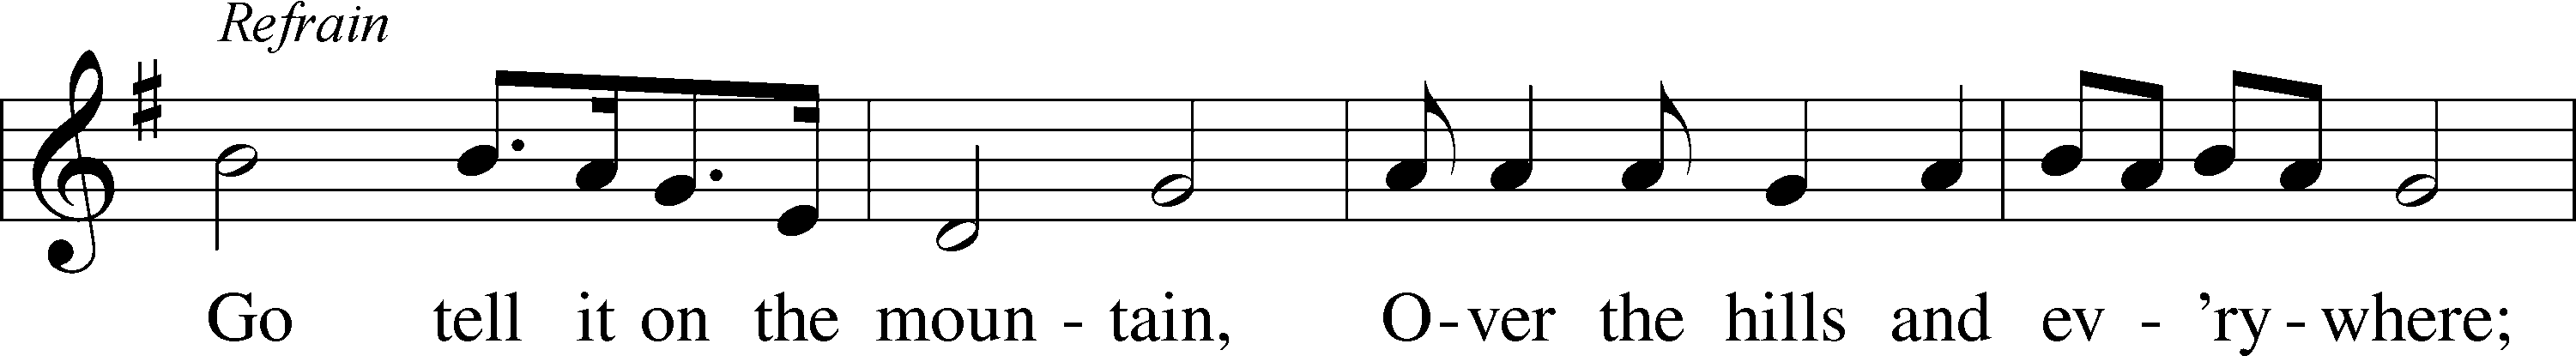 Refrain
Go tell it on the moun - tain, O-ver the hills and ev - ’ry - where;